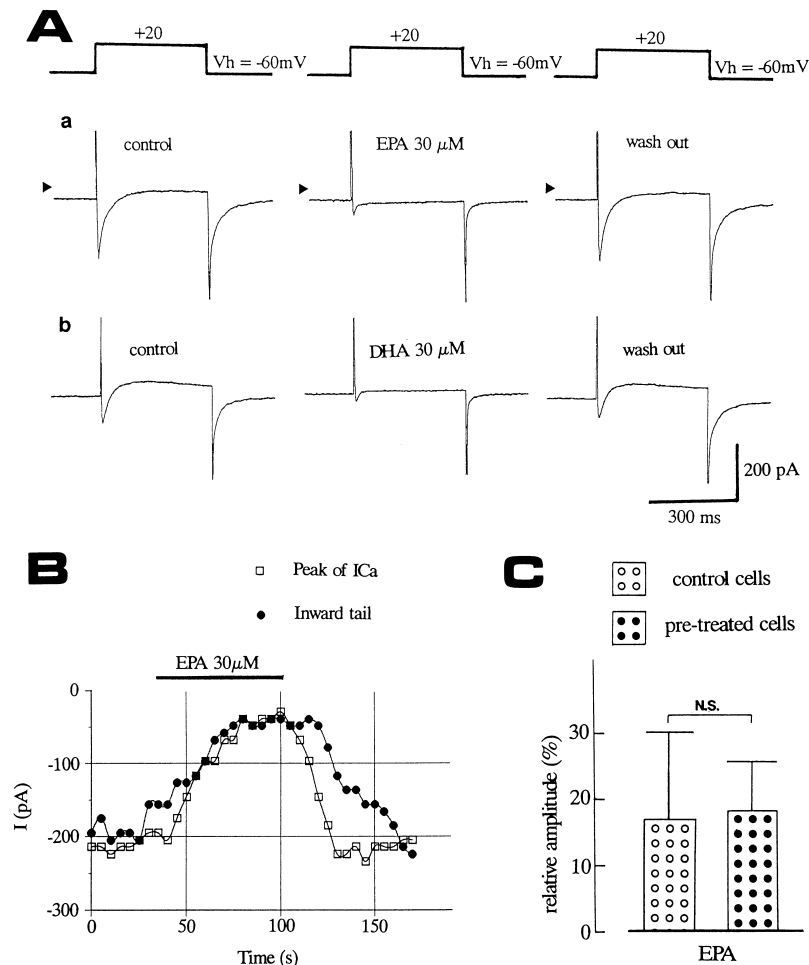 A
+20
Vh = -60mV
+20
Vh = -60mV
+20
Vh = -60mV
a
control
EPA 30 µM
wash out
b
control
DHA 30 µM
wash out
200 pA
300 ms
B
Peak of ICa
Inward tail
EPA 30µM
0
-100
-200
-300
I (pA)
0
50
100
150
Time (s)
C
control cells
pre-treated cells
N.S.
30
20
10
0
relative amplitude (%)
EPA